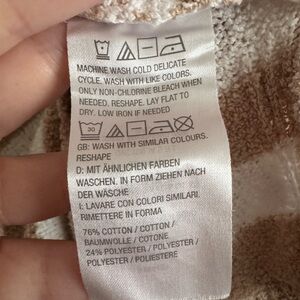 MACHINE WASH COLD DELICATE
CYCLE. WASH WITH LIKE COLORS.
ONLY NON-CHLORINE BLEACH WHEN
NEEDED. RESHAPE. LAY FLAT TO
DRY. LOW IRON IF NEEDED
30
GB: WASH WITH SIMILAR COLOURS.
RESHAPE
D: MIT ÄHNLICHEN FARBEN
WASCHEN. IN FORM ZIEHEN NACH
DER WÄSCHE
I: LAVARE CON COLORI SIMILARI.
RIMETTERE IN FORMA
76% COTTON / COTTON /
BAUMWOLLE / COTONE
24% POLYESTER / POLYESTER /
POLYESTER / POLIESTERE